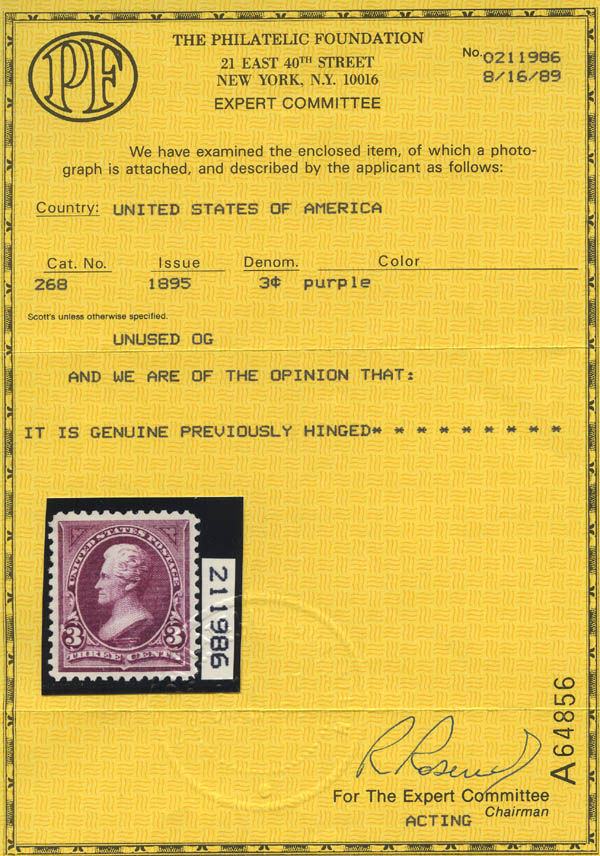 PF
THE PHILATELIC FOUNDATION
21 EAST 40TH STREET
NEW YORK, N.Y. 10016
EXPERT COMMITTEE
No. 0211986
8/16/89
We have examined the enclosed item, of which a photo-
graph is attached, and described by the applicant as follows:
Country: UNITED STATES OF AMERICA
Cat. No. Issue Denom. Color
268 1895 3¢ purple
Scott's unless otherwise specified.
UNUSED OG
AND WE ARE OF THE OPINION THAT:
IT IS GENUINE PREVIOUSLY HINGED* * * * * * * * *
UNITED STATES POSTAGE
3 3
THREE CENTS
211986
For The Expert Committee
Chairman
ACTING
A64856